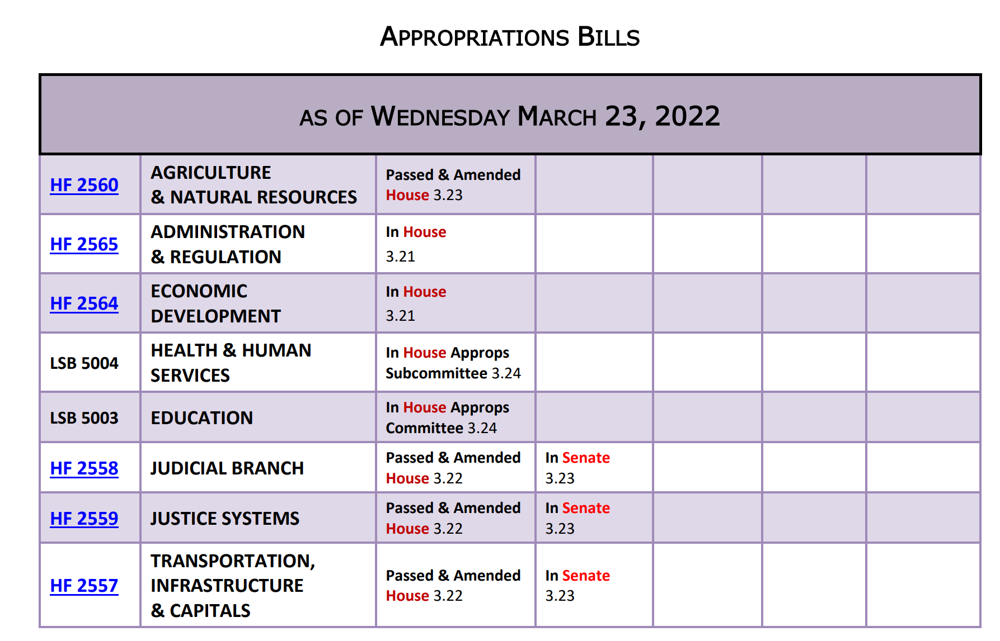 APPROPRIATIONS BILLS
AS OF WEDNESDAY MARCH 23, 2022
HF 2560
AGRICULTURE
& NATURAL RESOURCES
Passed & Amended
House 3.23
HF 2565
ADMINISTRATION
& REGULATION
In House
3.21
HF 2564
ECONOMIC
DEVELOPMENT
In House
3.21
LSB 5004
HEALTH & HUMAN
SERVICES
In House Approps
Subcommittee 3.24
LSB 5003
EDUCATION
In House Approps
Committee 3.24
HF 2558
JUDICIAL BRANCH
Passed & Amended
House 3.22
In Senate
3.23
HF 2559
JUSTICE SYSTEMS
Passed & Amended
House 3.22
In Senate
3.23
HF 2557
TRANSPORTATION,
INFRASTRUCTURE
& CAPITALS
Passed & Amended
House 3.22
In Senate
3.23